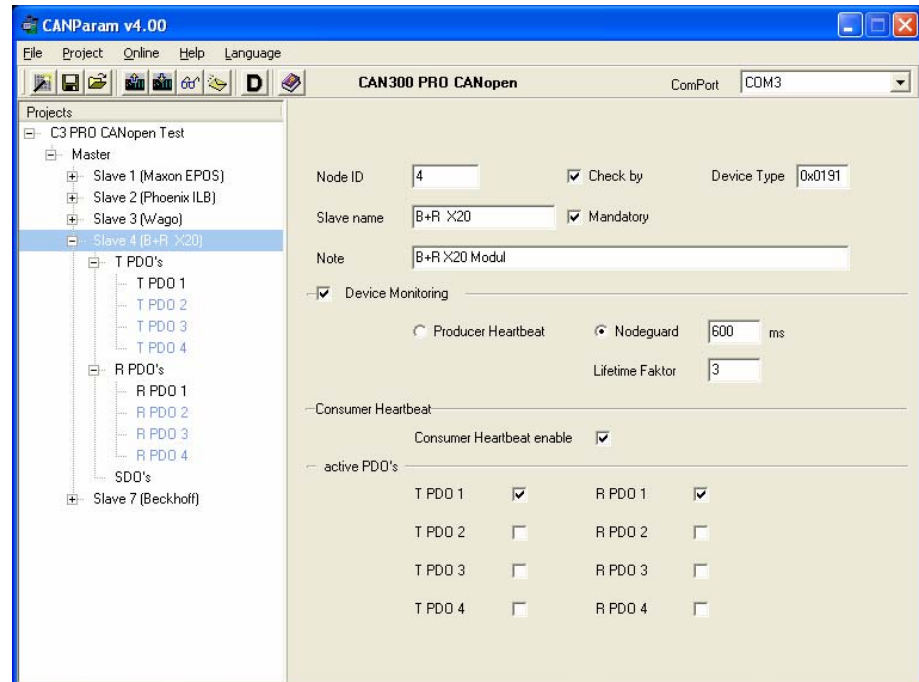 CANParam v4.00
File Project Online Help Language
D CAN300 PRO CANopen ComPort COM3
Projects
C3 PRO CANopen Test
Master
Slave 1 (Maxon EPOS)
Slave 2 (Phoenix ILB)
Slave 3 (Wago)
Slave 4 (B+R X20)
T PDO's
T PDO 1
T PDO 2
T PDO 3
T PDO 4
R PDO's
R PDO 1
R PDO 2
R PDO 3
R PDO 4
SDO's
Slave 7 (Beckhoff)
Node ID 4 Check by Device Type 0x0191
Slave name B+R X20 Mandatory
Note B+R X20 Modul
Device Monitoring
Producer Heartbeat Nodeguard 600 ms
Lifetime Faktor 3
Consumer Heartbeat
Consumer Heartbeat enable
active PDO's
T PDO 1 R PDO 1
T PDO 2 R PDO 2
T PDO 3 R PDO 3
T PDO 4 R PDO 4